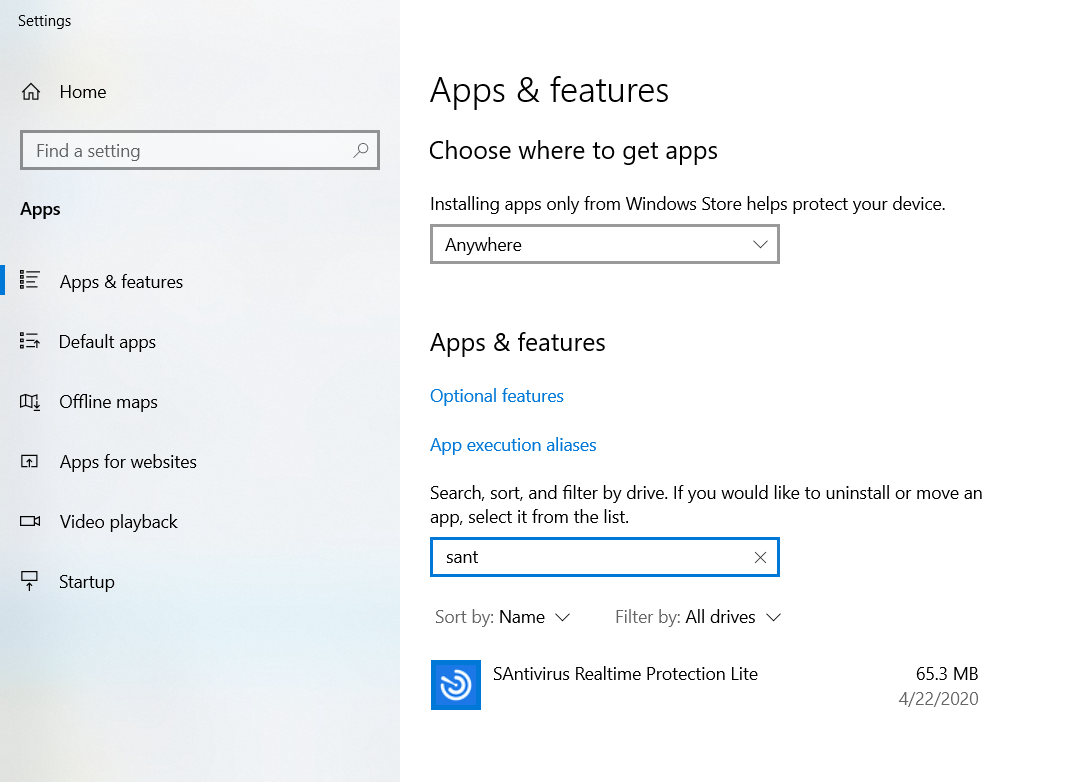 Settings
Home
Find a setting
Apps
Apps & features
Default apps
Offline maps
Apps for websites
Video playback
Startup
Apps & features
Choose where to get apps
Installing apps only from Windows Store helps protect your device.
Anywhere
Apps & features
Optional features
App execution aliases
Search, sort, and filter by drive. If you would like to uninstall or move an
app, select it from the list.
sant
Sort by: Name Filter by: All drives
SAntivirus Realtime Protection Lite 65.3 MB
4/22/2020